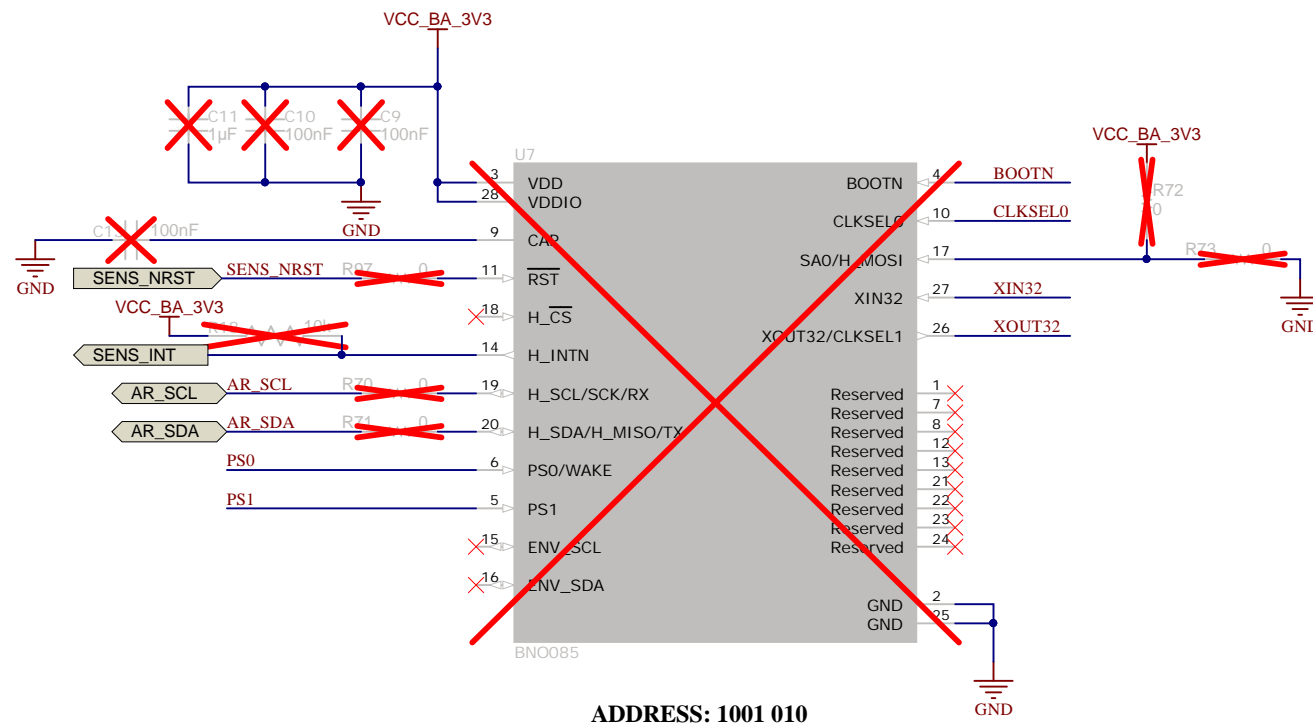 VCC_BA_3V3
C11
1µF
C10
100nF
C9
100nF
GND
U7
3 VDD
28 VDDIO
9 CAP
100nF
GND
SENS_NRST SENS_NRST R97 0 11 RST
VCC_BA_3V3
10k
18 H_CS
SENS_INT 14 H_INTN
AR_SCL AR_SCL R70 0 19 H_SCL/SCK/RX
AR_SDA AR_SDA R71 0 20 H_SDA/H_MISO/TX
PS0 6 PS0/WAKE
PS1 5 PS1
15 ENV_SCL
16 ENV_SDA
BOOTN 4 BOOTN
CLKSEL0 10 CLKSEL0
SA0/H_MOSI 17
VCC_BA_3V3
R72
0
R73 0
GND
XIN32 27 XIN32
XOUT32/CLKSEL1 26 XOUT32
Reserved 1
Reserved 7
Reserved 8
Reserved 12
Reserved 13
Reserved 21
Reserved 22
Reserved 23
Reserved 24
GND 2
GND 25
GND
BNO085
ADDRESS: 1001 010